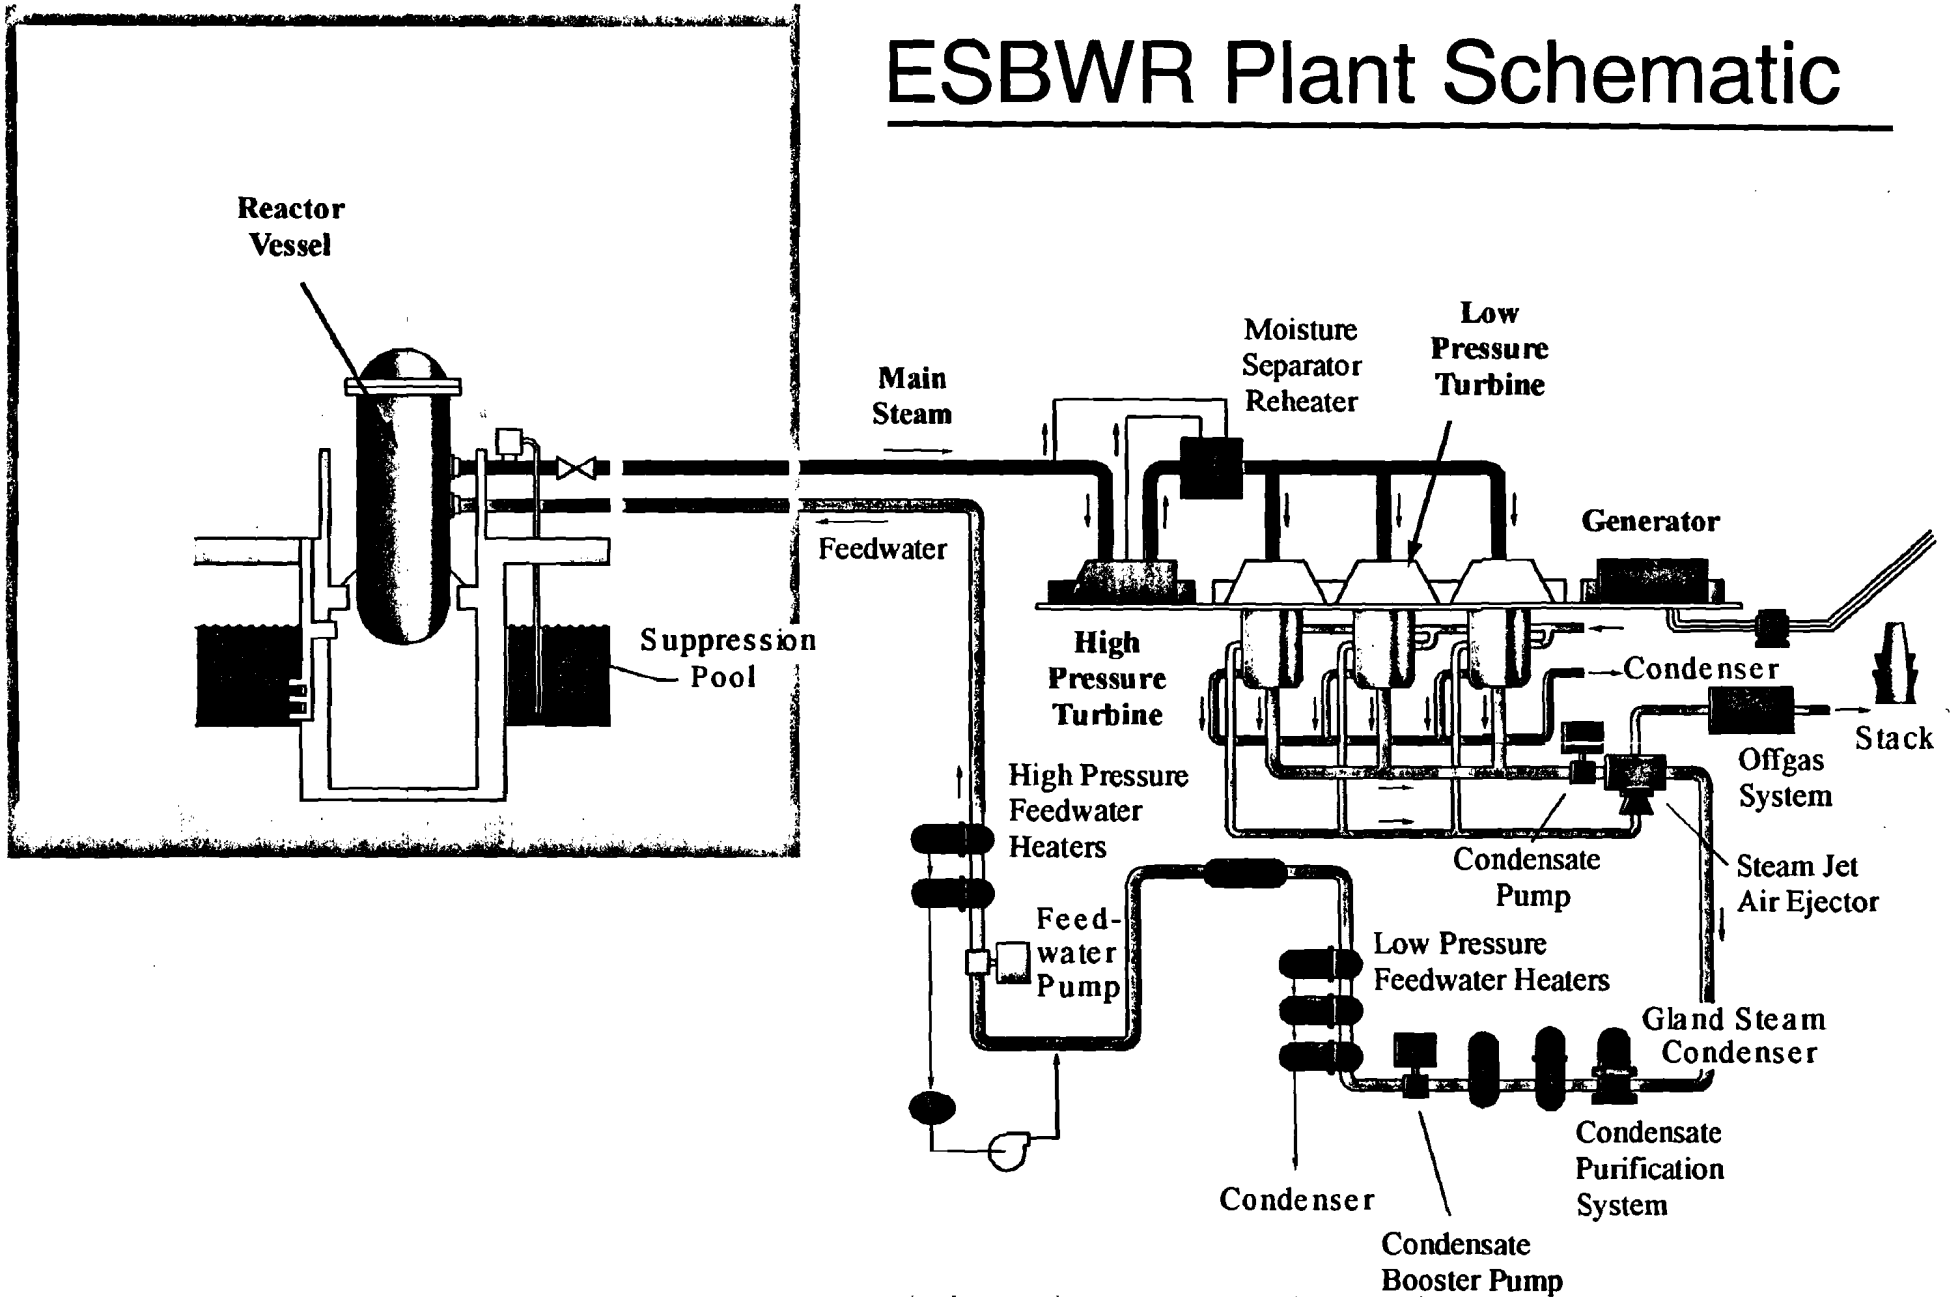 ESBWR Plant Schematic
Reactor
Vessel
Main
Steam
Moisture
Separator
Reheater
Low
Pressure
Turbine
Feedwater
Generator
Suppression
Pool
High
Pressure
Turbine
Condenser
Stack
Offgas
System
High Pressure
Feedwater
Heaters
Condensate
Pump
Steam Jet
Air Ejector
Feed-
water
Pump
Low Pressure
Feedwater Heaters
Gland Steam
Condenser
Condensate
Purification
System
Condenser
Condensate
Booster Pump